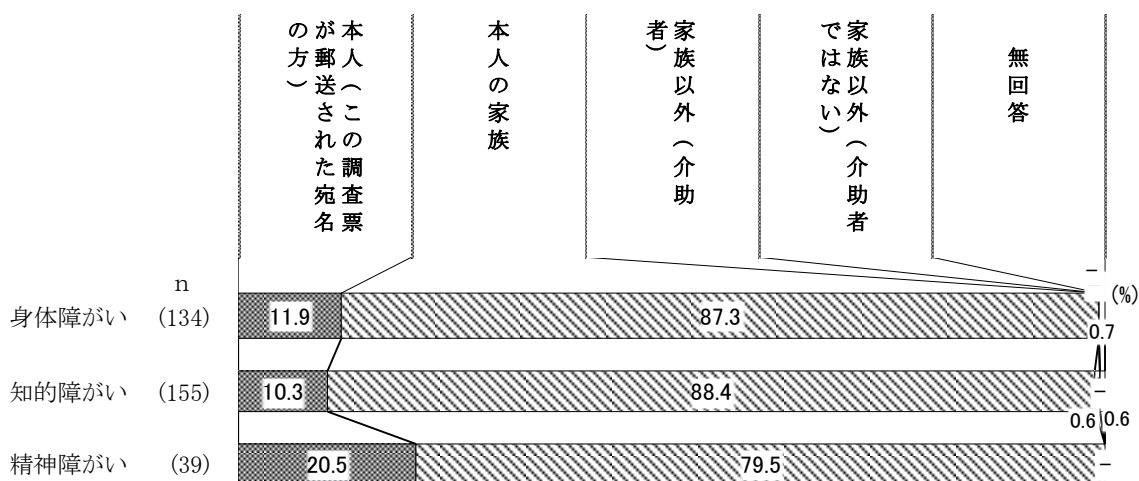 本人（この調査票
が郵送された宛名
の方）
本人の家族
家族以外（介助
者）
家族以外（介助者
ではない）
無回答
n
(%)
－
身体障がい (134) 11.9 87.3 0.7
知的障がい (155) 10.3 88.4 －
0.6 0.6
精神障がい (39) 20.5 79.5 －